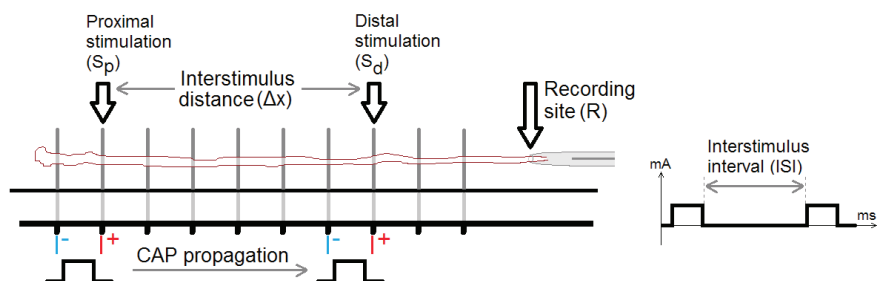 Proximal
stimulation
(Sp)
Interstimulus
distance (Δx)
Distal
stimulation
(Sd)
Recording
site (R)
mA
Interstimulus
interval (ISI)
ms
- + - +
CAP propagation